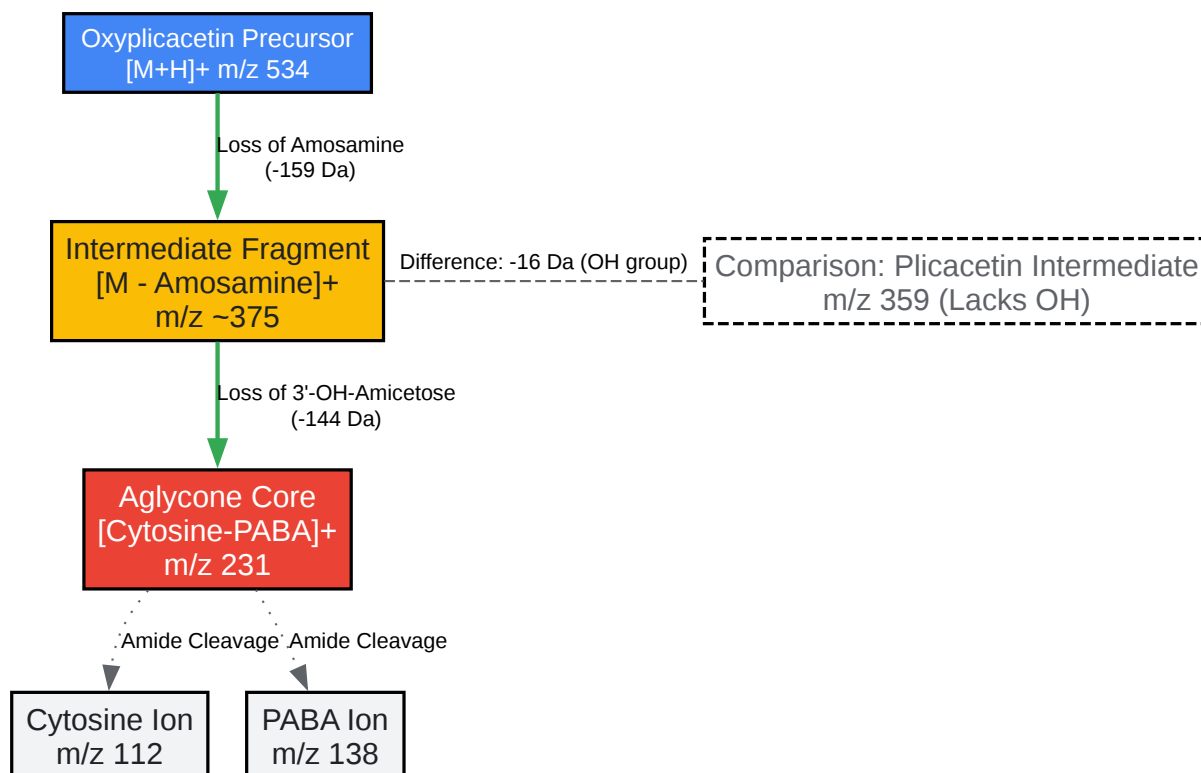 Oxyplicacetin Precursor
[M+H]+ m/z 534
Loss of Amosamine
(-159 Da)
Intermediate Fragment
[M - Amosamine]+
m/z ~375
Difference: -16 Da (OH group)
Comparison: Plicacetin Intermediate
m/z 359 (Lacks OH)
Loss of 3'-OH-Amicetose
(-144 Da)
Aglycone Core
[Cytosine-PABA]+
m/z 231
Amide Cleavage
Amide Cleavage
Cytosine Ion
m/z 112
PABA Ion
m/z 138